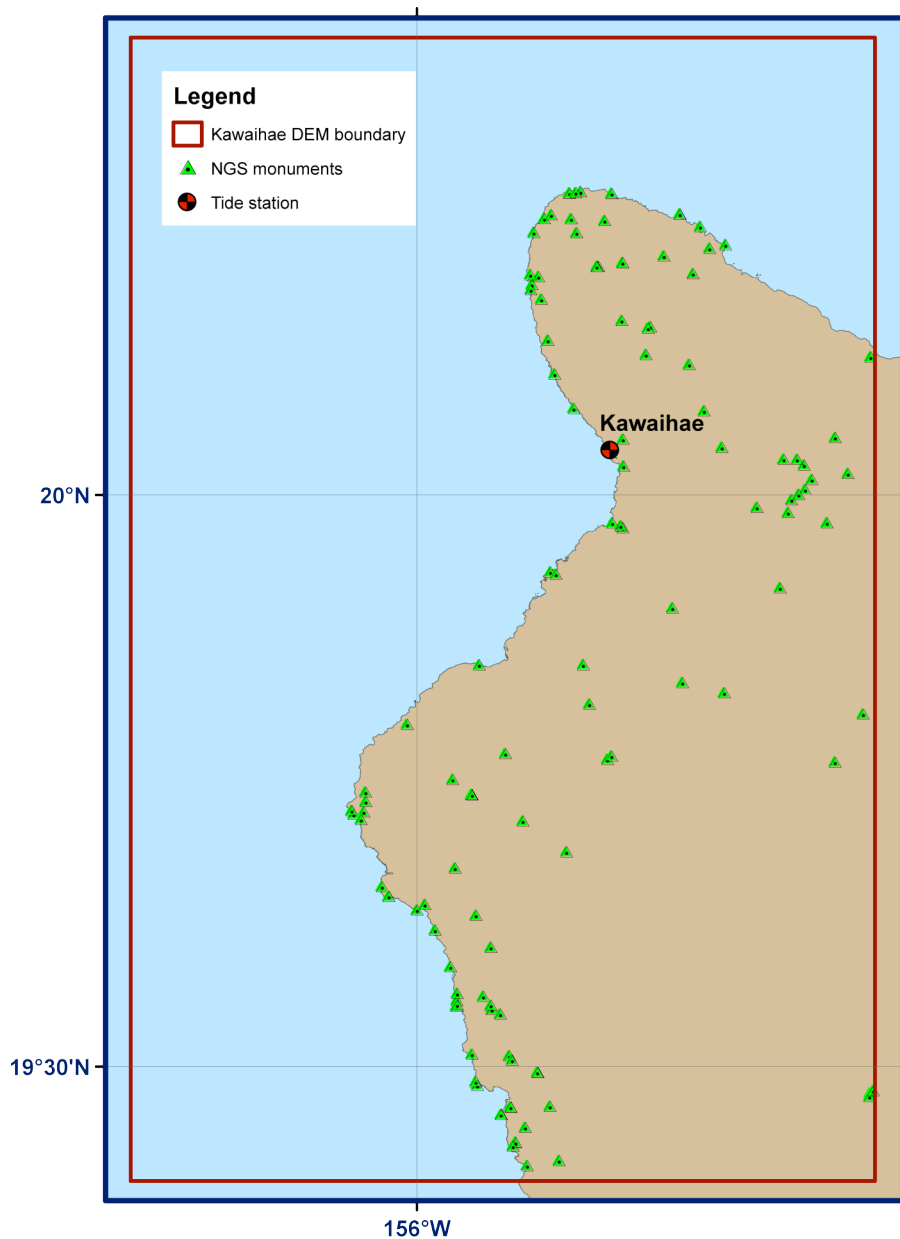 Legend
Kawaihae DEM boundary
NGS monuments
Tide station
Kawaihae
20°N
19°30'N
156°W